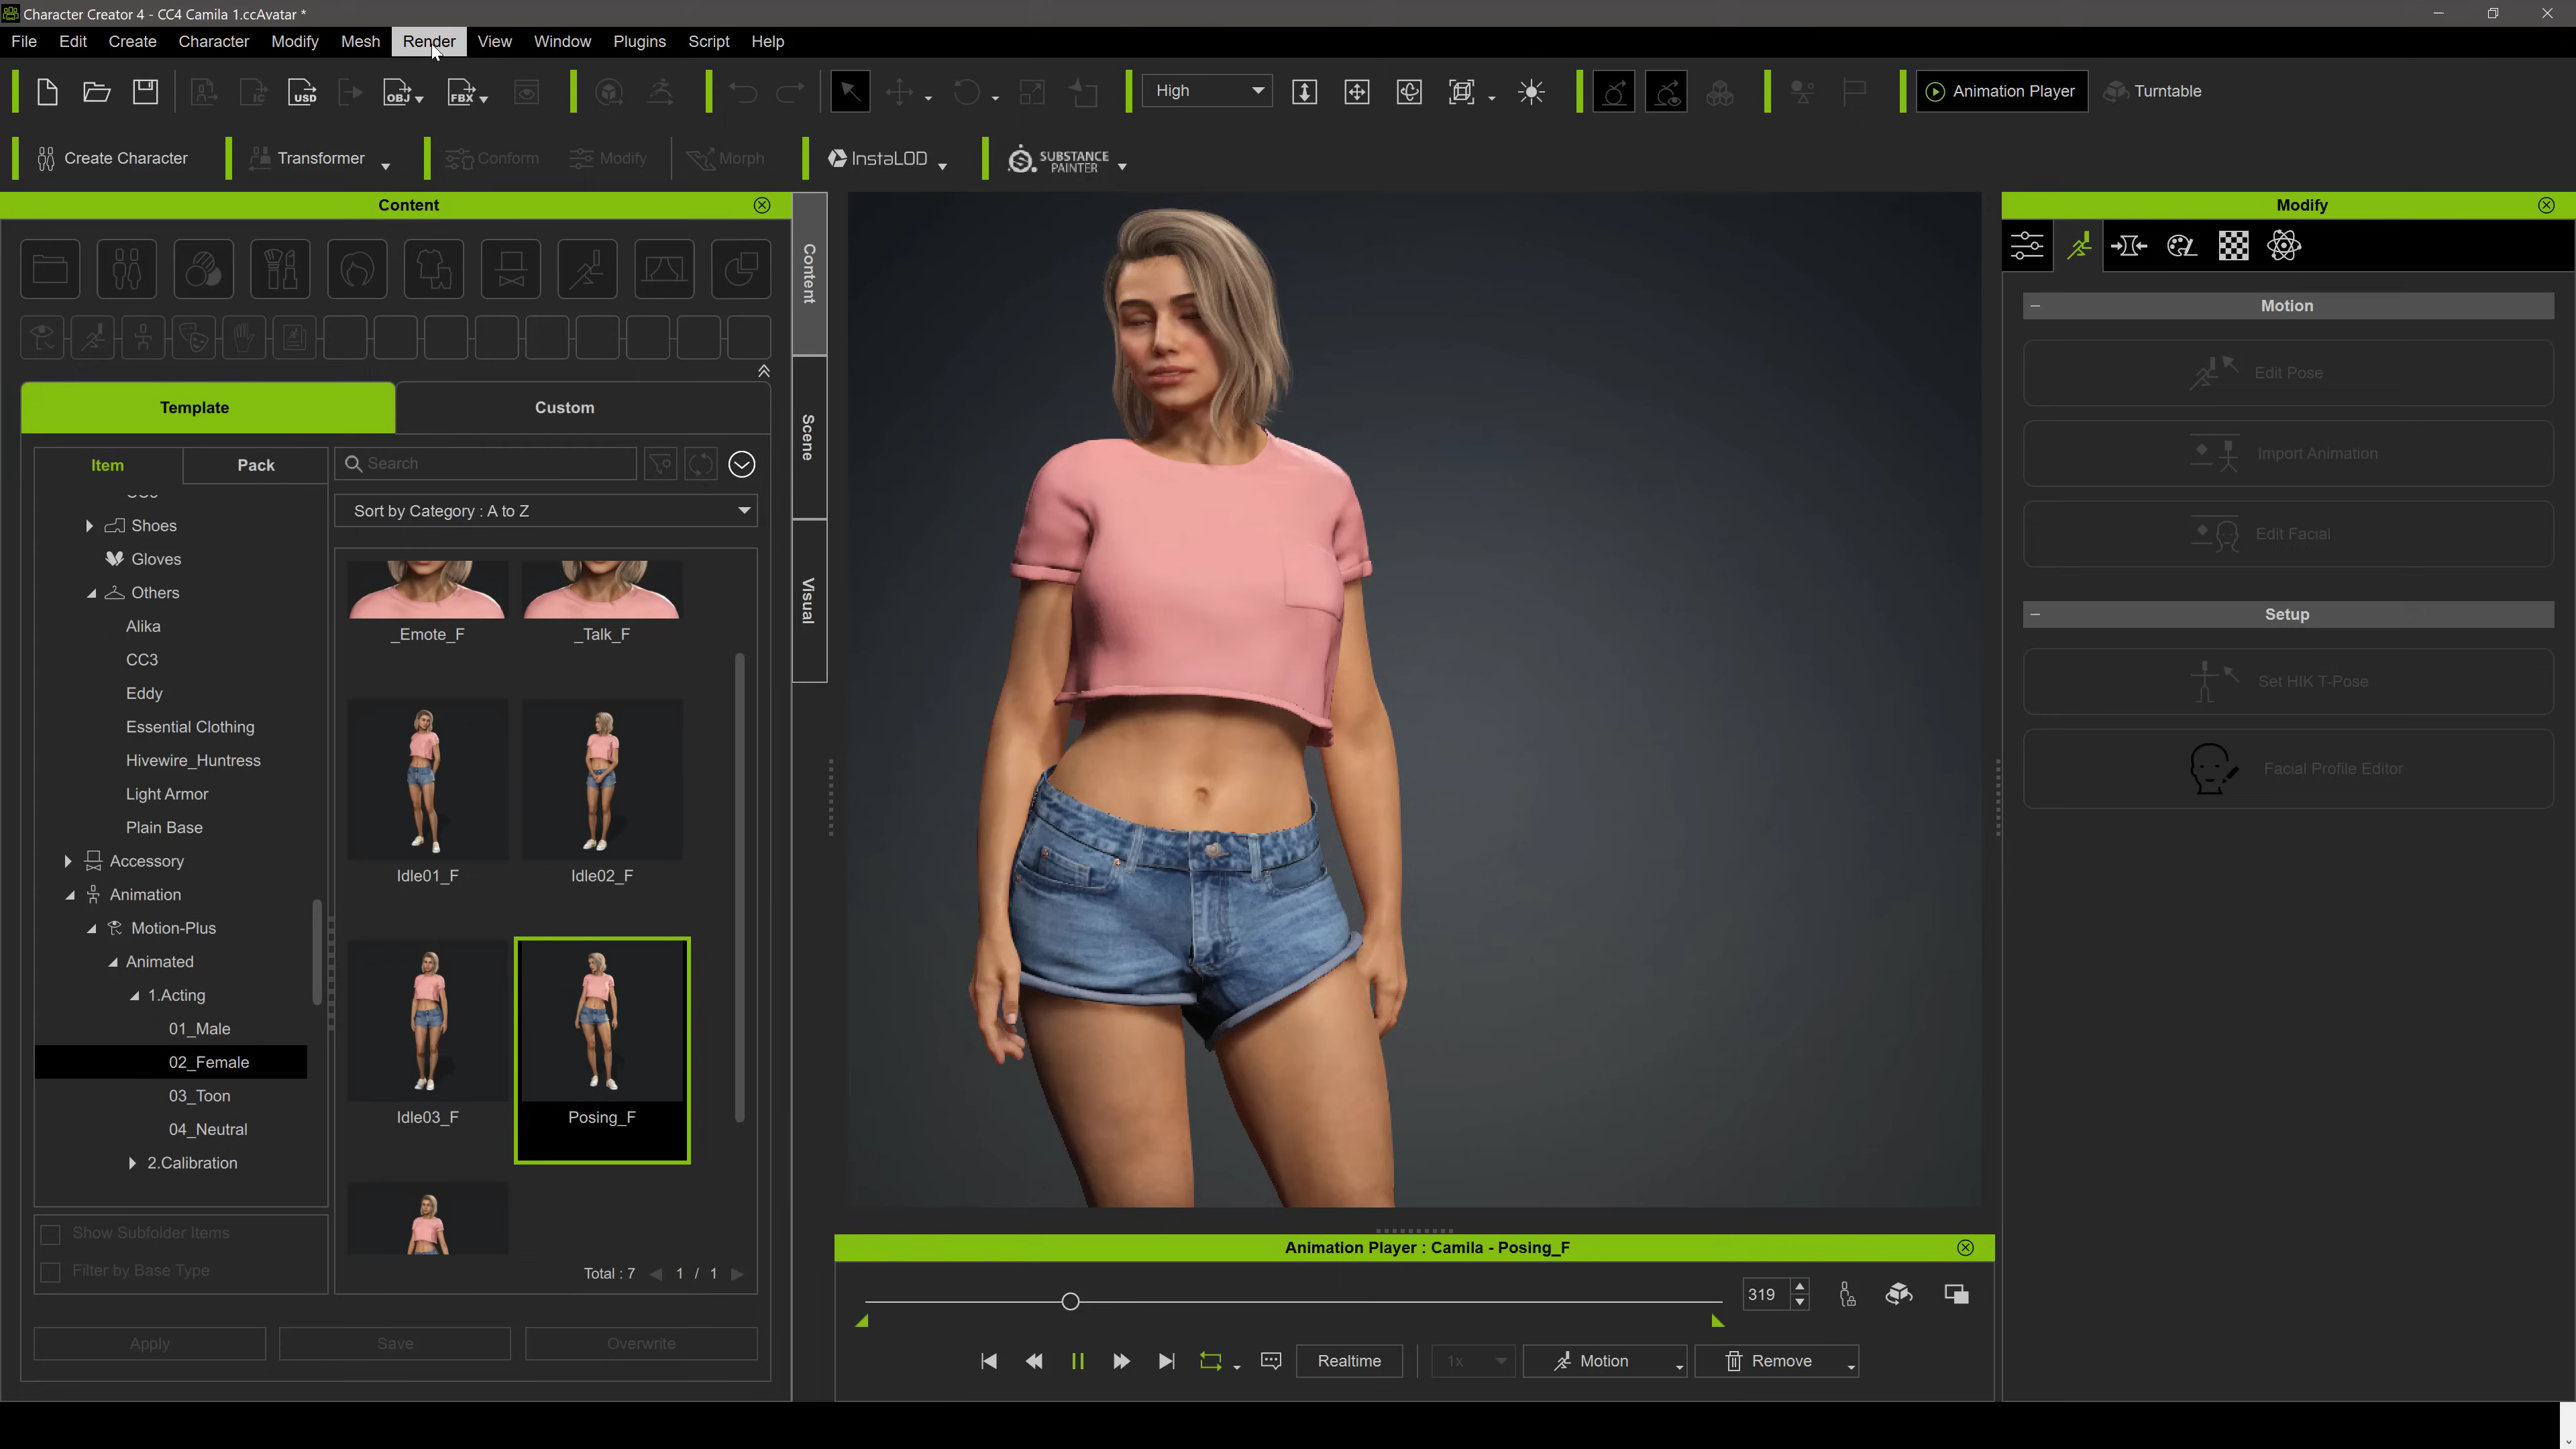 Character Creator 4 - CC4 Camila 1.ccAvatar *
File Edit Create Character Modify Mesh Render View Window Plugins Script Help
USD OBJ FBX High Animation Player Turntable
Create Character Transformer Conform Modify Morph InstaLOD SUBSTANCE PAINTER
Content
Modify
Content
Scene
Visual
Template Custom
Item Pack Search
Sort by Category : A to Z
Shoes
Gloves
Others
Alika
CC3
Eddy
Essential Clothing
Hivewire_Huntress
Light Armor
Plain Base
Accessory
Animation
Motion-Plus
Animated
1.Acting
01_Male
02_Female
03_Toon
04_Neutral
2.Calibration
Show Subfolder Items
Filter by Base Type
_Emote_F _Talk_F
Idle01_F Idle02_F
Idle03_F Posing_F
Total : 7 1 / 1
Apply Save Overwrite
Motion
Edit Pose
Import Animation
Edit Facial
Setup
Set HIK T-Pose
Facial Profile Editor
Animation Player : Camila - Posing_F
319
Realtime 1x Motion Remove